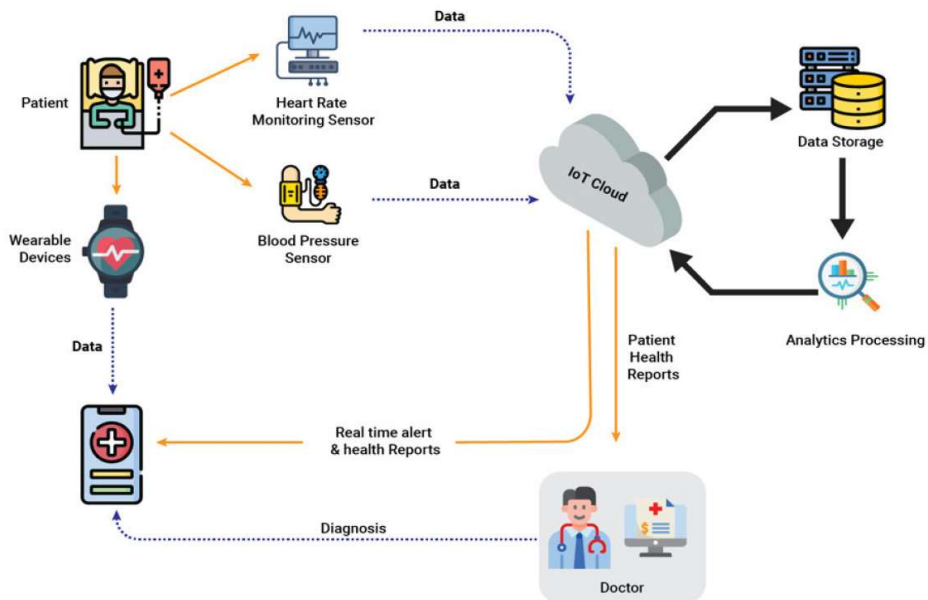 Data
Patient
Heart Rate
Monitoring Sensor
Data Storage
IoT Cloud
Data
Wearable
Devices
Blood Pressure
Sensor
Data
Patient
Health
Reports
Analytics Processing
Real time alert
& health Reports
Diagnosis
Doctor